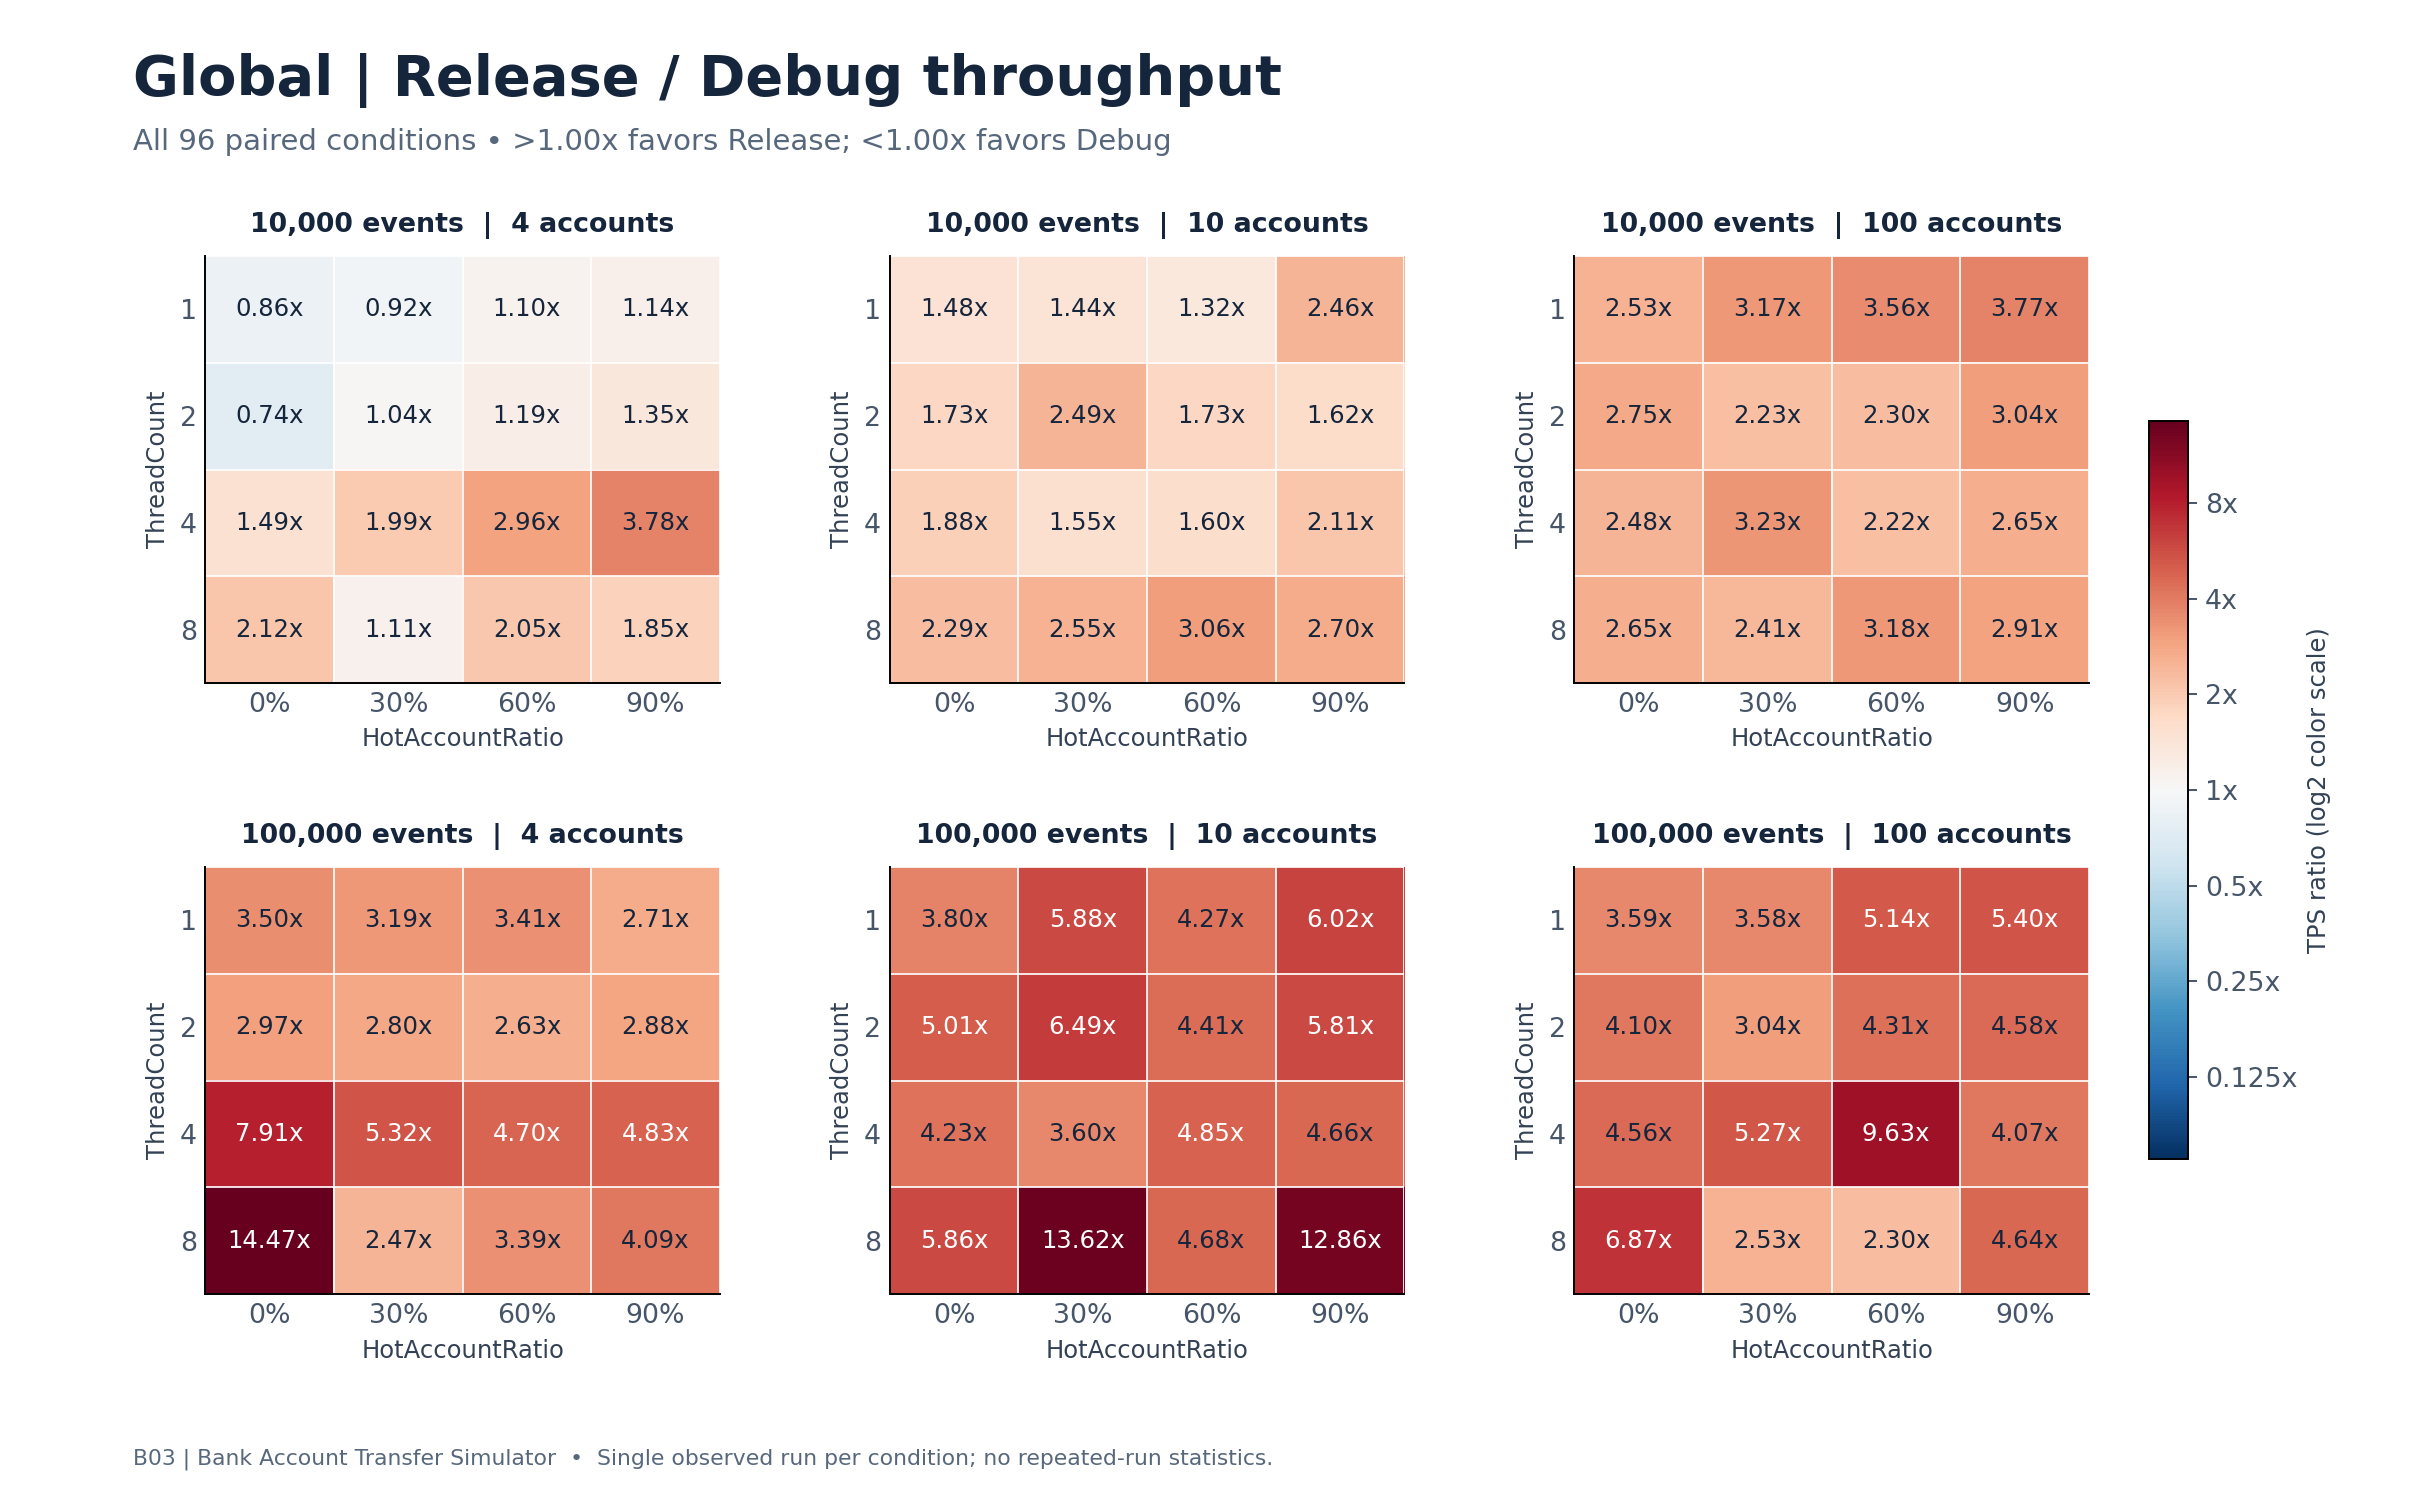 Global | Release / Debug throughput
All 96 paired conditions • >1.00x favors Release; <1.00x favors Debug
10,000 events | 4 accounts
ThreadCount
1 0.86x 0.92x 1.10x 1.14x
2 0.74x 1.04x 1.19x 1.35x
4 1.49x 1.99x 2.96x 3.78x
8 2.12x 1.11x 2.05x 1.85x
0% 30% 60% 90%
HotAccountRatio
10,000 events | 10 accounts
ThreadCount
1 1.48x 1.44x 1.32x 2.46x
2 1.73x 2.49x 1.73x 1.62x
4 1.88x 1.55x 1.60x 2.11x
8 2.29x 2.55x 3.06x 2.70x
0% 30% 60% 90%
HotAccountRatio
10,000 events | 100 accounts
ThreadCount
1 2.53x 3.17x 3.56x 3.77x
2 2.75x 2.23x 2.30x 3.04x
4 2.48x 3.23x 2.22x 2.65x
8 2.65x 2.41x 3.18x 2.91x
0% 30% 60% 90%
HotAccountRatio
100,000 events | 4 accounts
ThreadCount
1 3.50x 3.19x 3.41x 2.71x
2 2.97x 2.80x 2.63x 2.88x
4 7.91x 5.32x 4.70x 4.83x
8 14.47x 2.47x 3.39x 4.09x
0% 30% 60% 90%
HotAccountRatio
100,000 events | 10 accounts
ThreadCount
1 3.80x 5.88x 4.27x 6.02x
2 5.01x 6.49x 4.41x 5.81x
4 4.23x 3.60x 4.85x 4.66x
8 5.86x 13.62x 4.68x 12.86x
0% 30% 60% 90%
HotAccountRatio
100,000 events | 100 accounts
ThreadCount
1 3.59x 3.58x 5.14x 5.40x
2 4.10x 3.04x 4.31x 4.58x
4 4.56x 5.27x 9.63x 4.07x
8 6.87x 2.53x 2.30x 4.64x
0% 30% 60% 90%
HotAccountRatio
8x
4x
2x
1x
0.5x
0.25x
0.125x
TPS ratio (log2 color scale)
B03 | Bank Account Transfer Simulator • Single observed run per condition; no repeated-run statistics.